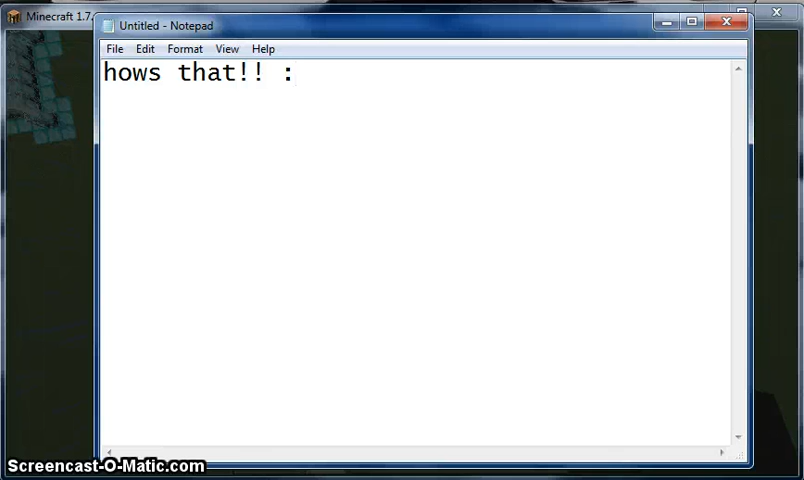 Minecraft 1.7.
Untitled - Notepad
File Edit Format View Help
hows that!! :
Screencast-O-Matic.com